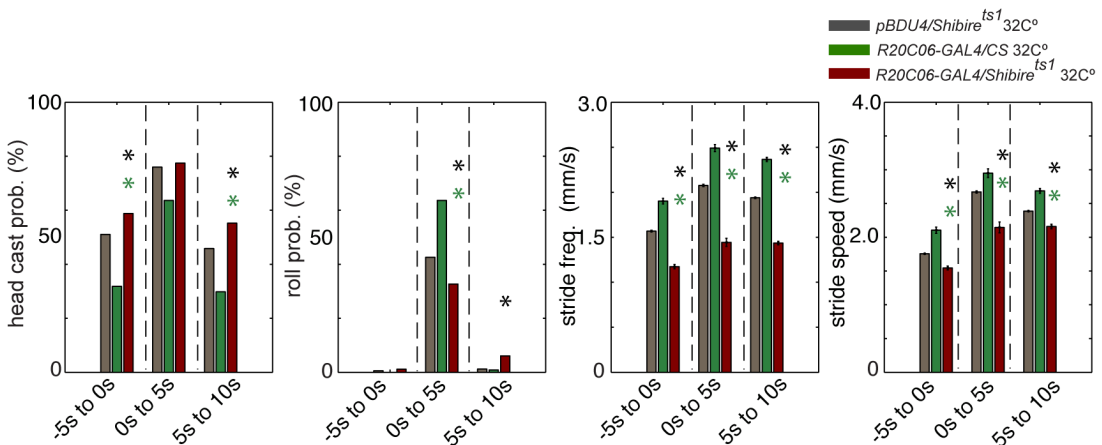 pBDU4/Shibire^ts1 32Cº
R20C06-GAL4/CS 32Cº
R20C06-GAL4/Shibire^ts1 32Cº
head cast prob. (%)
100
50
0
-5s to 0s
0s to 5s
5s to 10s
roll prob. (%)
100
50
0
-5s to 0s
0s to 5s
5s to 10s
stride freq. (mm/s)
3.0
1.5
0
-5s to 0s
0s to 5s
5s to 10s
stride speed (mm/s)
4.0
2.0
0.0
-5s to 0s
0s to 5s
5s to 10s